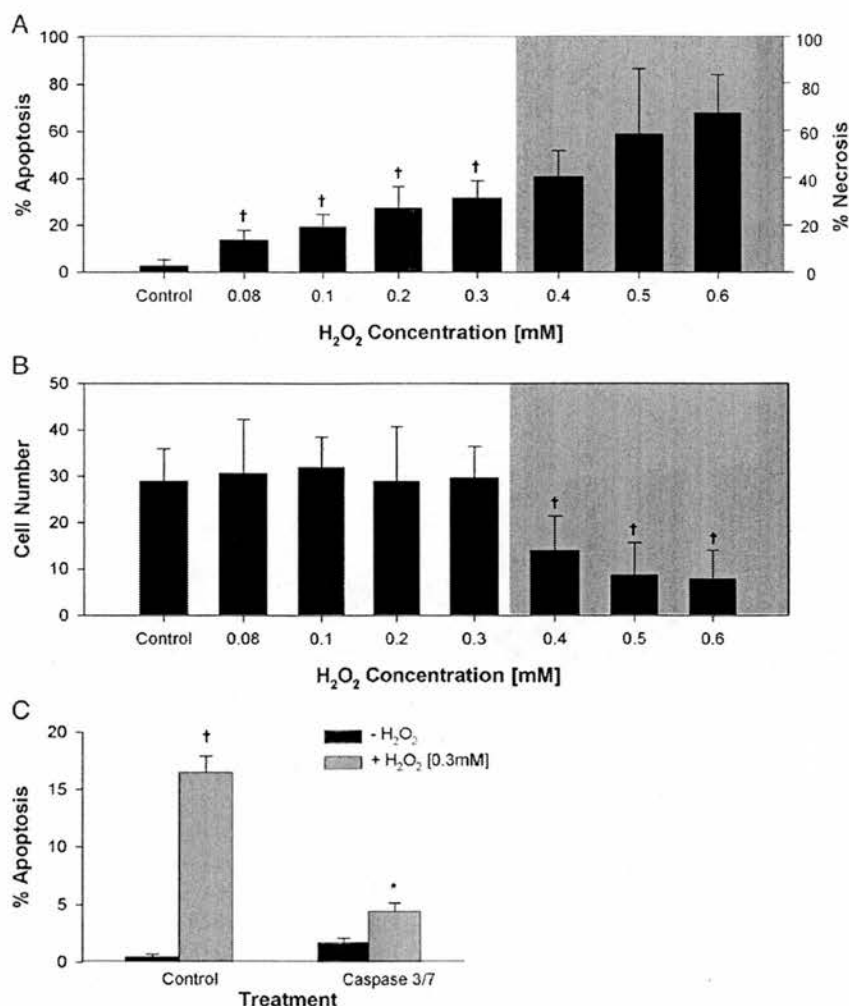 A
% Apoptosis
100
80
60
40
20
0
† † † †
100
80
60
40
20
0
% Necrosis
Control 0.08 0.1 0.2 0.3 0.4 0.5 0.6
H₂O₂ Concentration [mM]
B
Cell Number
50
40
30
20
10
0
† † †
Control 0.08 0.1 0.2 0.3 0.4 0.5 0.6
H₂O₂ Concentration [mM]
C
% Apoptosis
20
15
10
5
0
†
*
- H₂O₂
+ H₂O₂ [0.3mM]
Control Caspase 3/7
Treatment